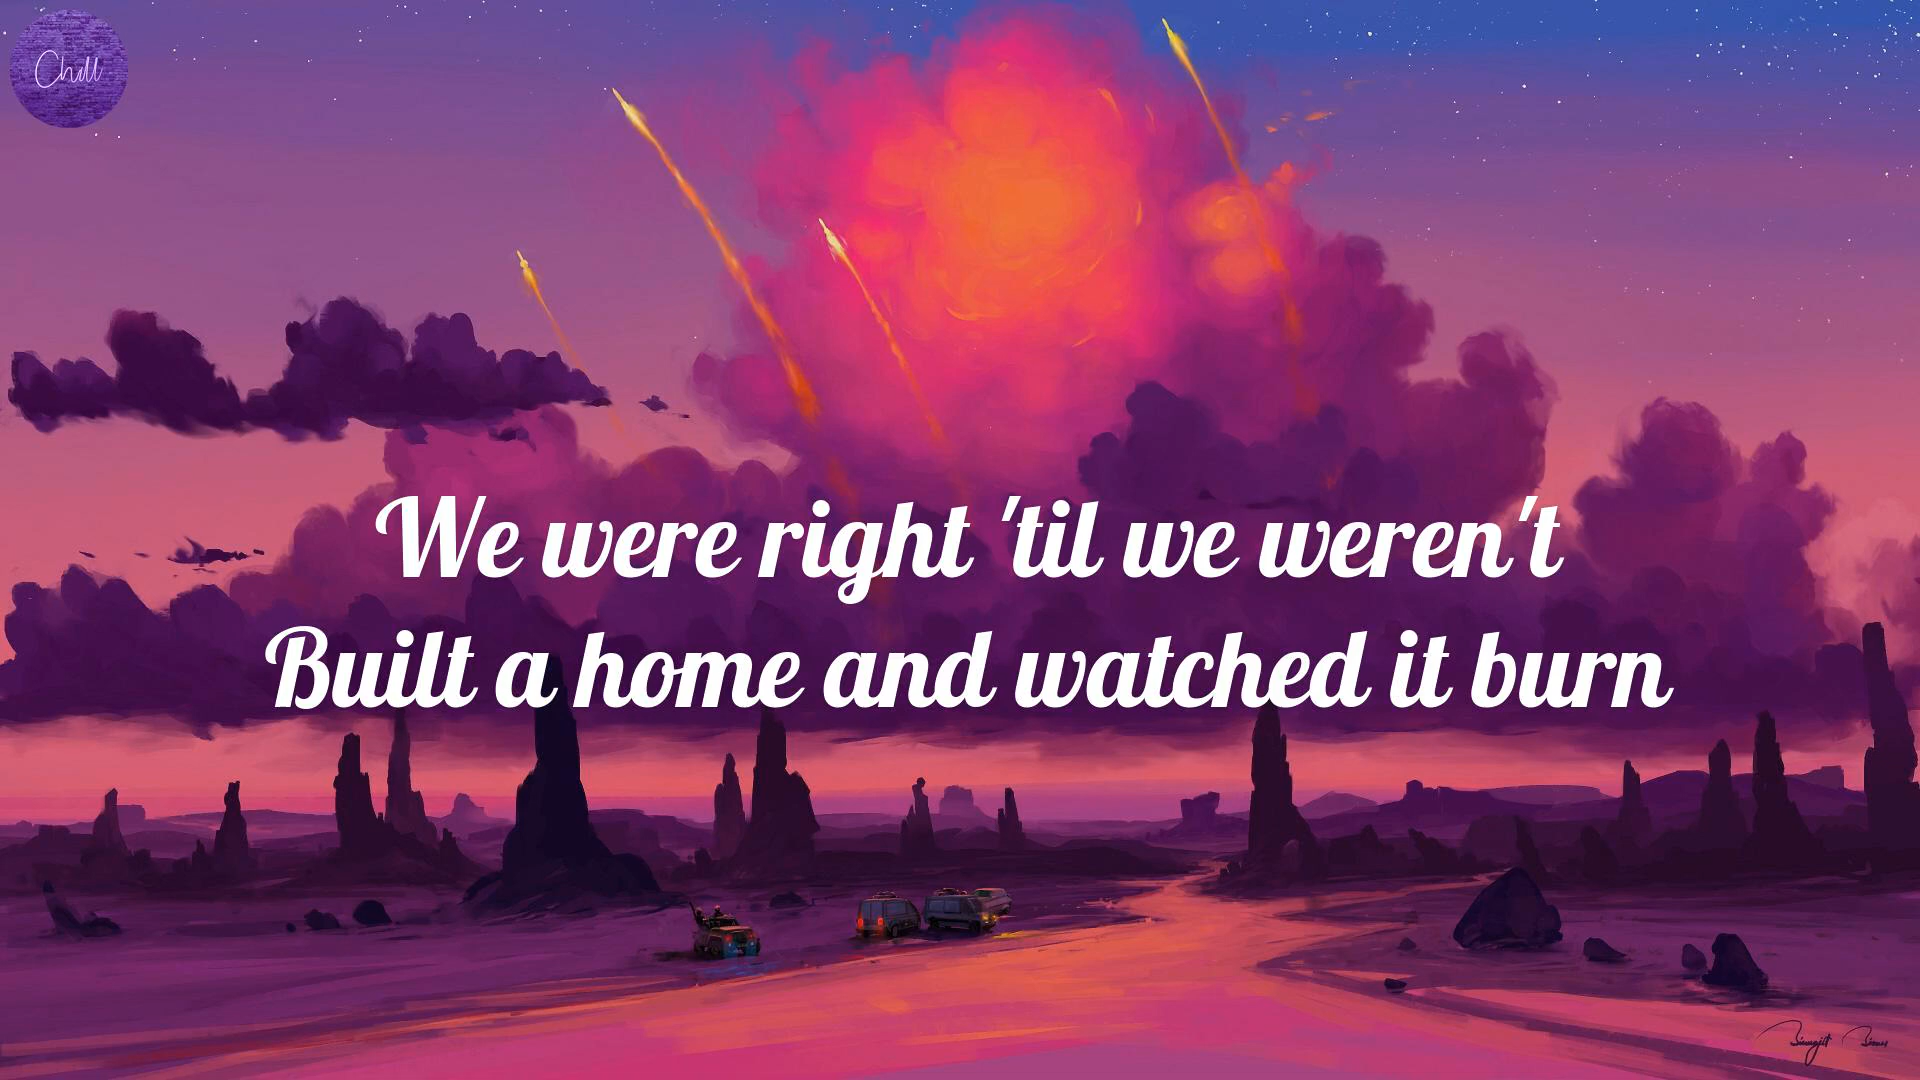 Chill
We were right 'til we weren't
Built a home and watched it burn